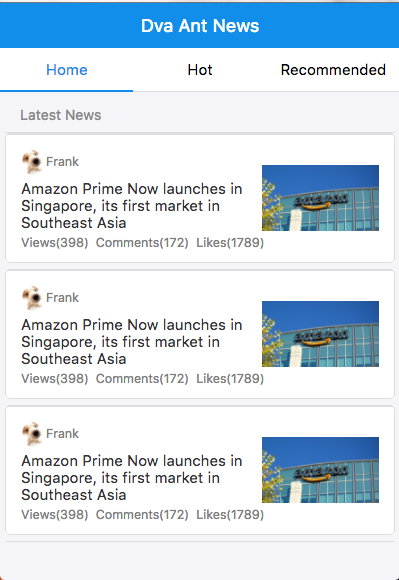 Dva Ant News
Home Hot Recommended
Latest News
Frank
Amazon Prime Now launches in
Singapore, its first market in
Southeast Asia
Views(398) Comments(172) Likes(1789)
amazon
Frank
Amazon Prime Now launches in
Singapore, its first market in
Southeast Asia
Views(398) Comments(172) Likes(1789)
amazon
Frank
Amazon Prime Now launches in
Singapore, its first market in
Southeast Asia
Views(398) Comments(172) Likes(1789)
amazon